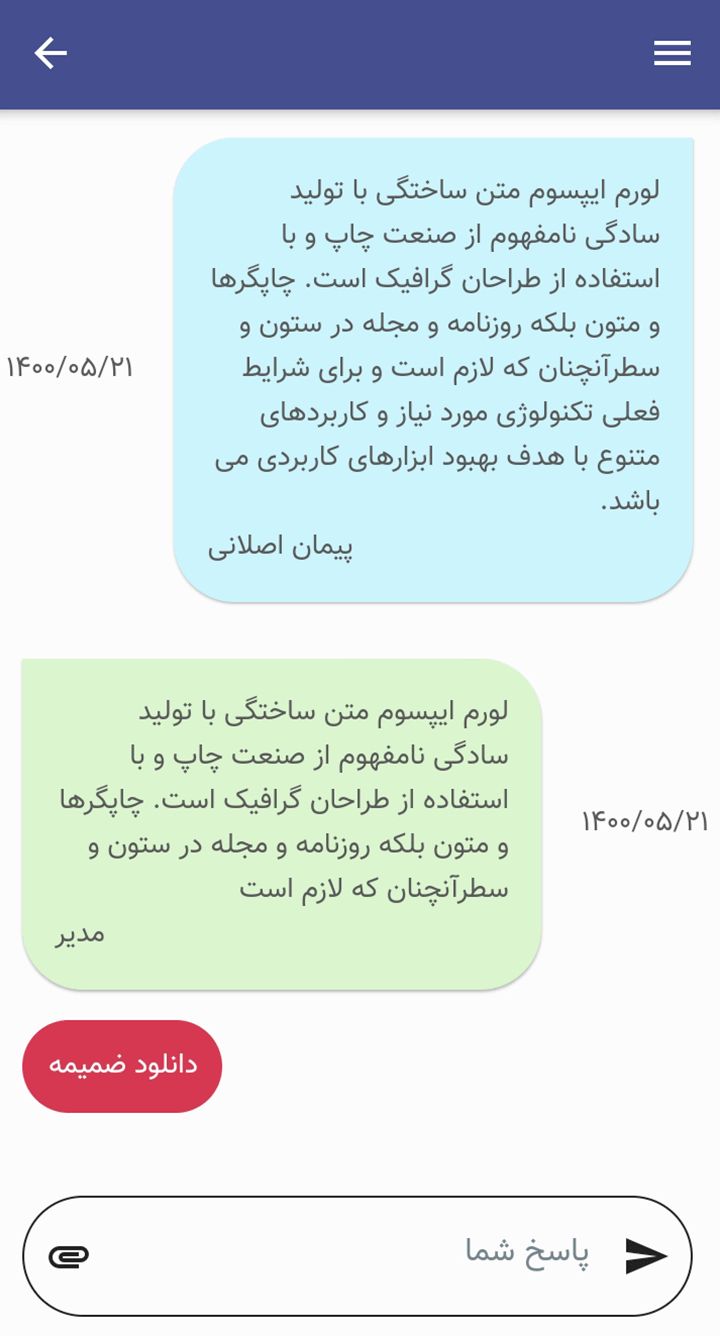 لورم ایپسوم متن ساختگی با تولید
سادگی نامفهوم از صنعت چاپ و با
استفاده از طراحان گرافیک است. چاپگرها
و متون بلکه روزنامه و مجله در ستون و
سطرآنچنان که لازم است و برای شرایط
فعلی تکنولوژی مورد نیاز و کاربردهای
متنوع با هدف بهبود ابزارهای کاربردی می
باشد.
پیمان اصلانی
۱۴۰۰/۰۵/۲۱
لورم ایپسوم متن ساختگی با تولید
سادگی نامفهوم از صنعت چاپ و با
استفاده از طراحان گرافیک است. چاپگرها
و متون بلکه روزنامه و مجله در ستون و
سطرآنچنان که لازم است
مدیر
۱۴۰۰/۰۵/۲۱
دانلود ضمیمه
پاسخ شما